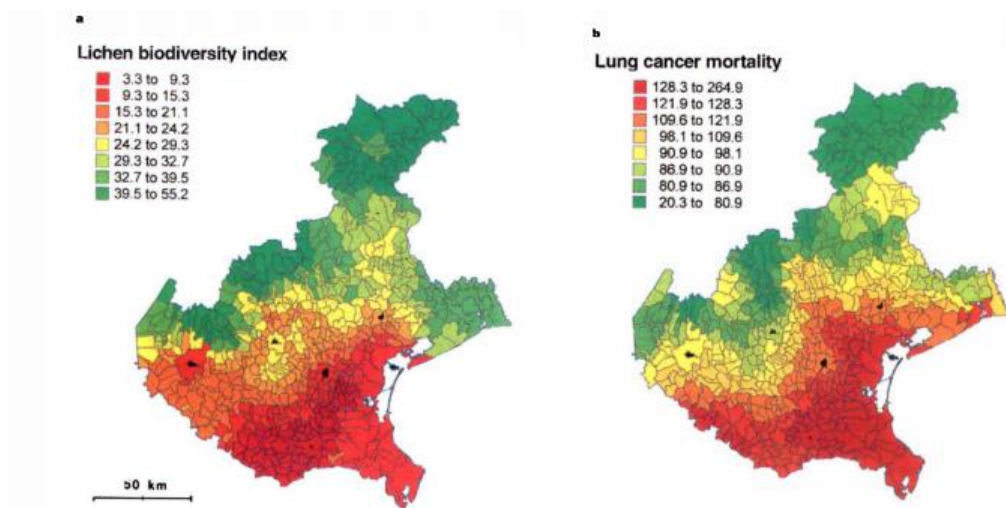 a
Lichen biodiversity index
3.3 to 9.3
9.3 to 15.3
15.3 to 21.1
21.1 to 24.2
24.2 to 29.3
29.3 to 32.7
32.7 to 39.5
39.5 to 55.2
50 km
b
Lung cancer mortality
128.3 to 264.9
121.9 to 128.3
109.6 to 121.9
98.1 to 109.6
90.9 to 98.1
86.9 to 90.9
80.9 to 86.9
20.3 to 80.9